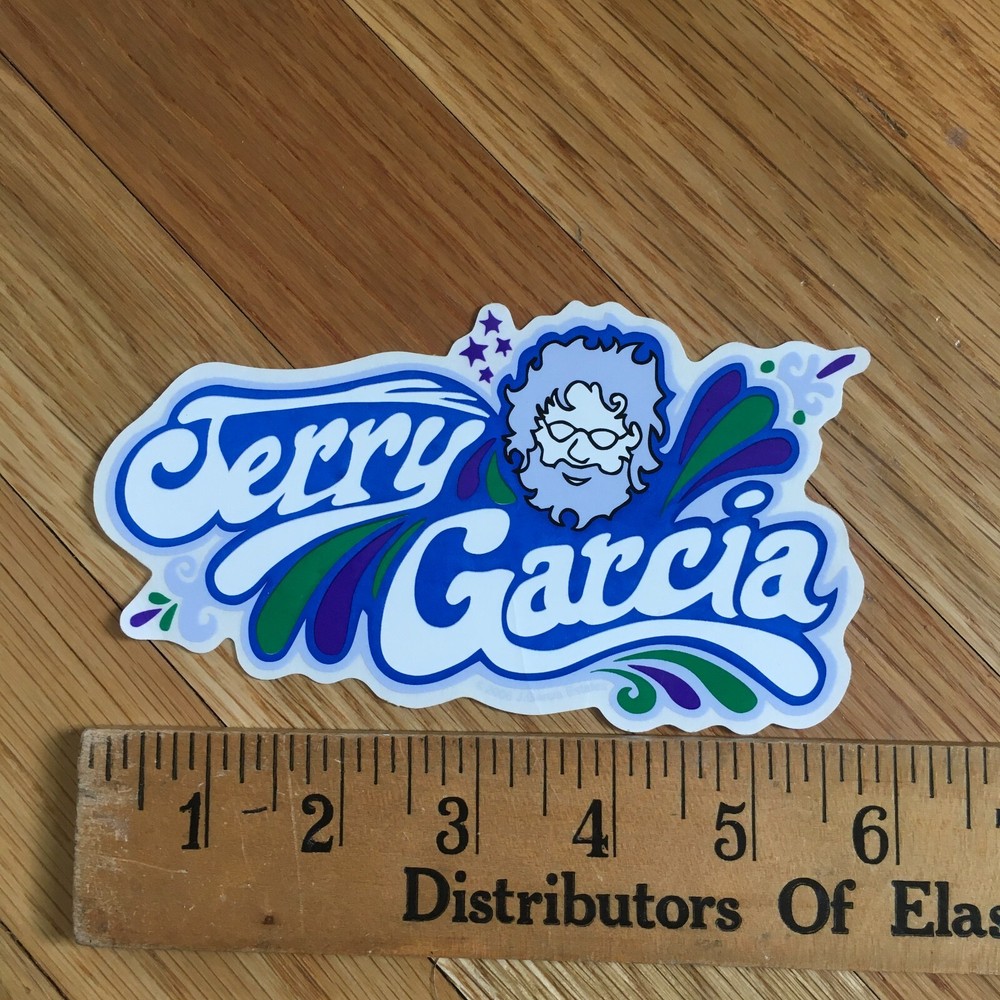 Jerry
Garcia
1 2 3 4 5 6
Distributors Of Elas